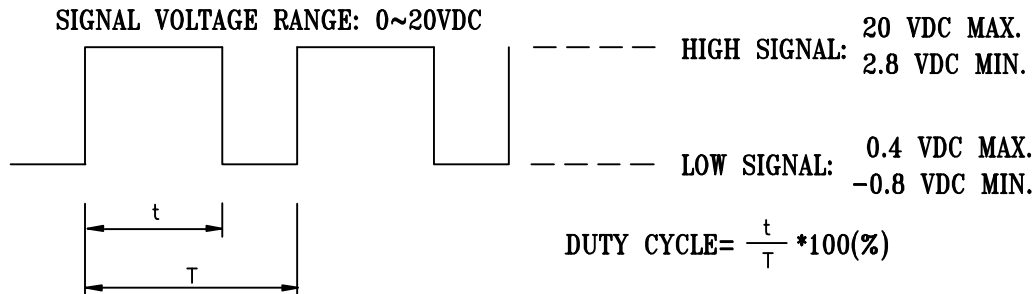 SIGNAL VOLTAGE RANGE: 0~20VDC
HIGH SIGNAL: 20 VDC MAX.
2.8 VDC MIN.
LOW SIGNAL: 0.4 VDC MAX.
-0.8 VDC MIN.
t
T
DUTY CYCLE= t/T *100(%)